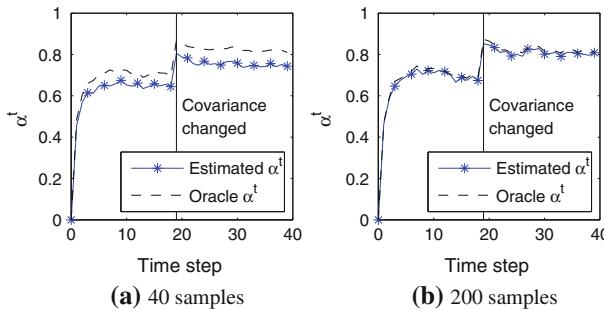 α^t
1
0.8
0.6
0.4
0.2
0
Covariance
changed
Estimated α^t
Oracle α^t
0 10 20 30 40
Time step
(a) 40 samples
α^t
1
0.8
0.6
0.4
0.2
0
Covariance
changed
Estimated α^t
Oracle α^t
0 10 20 30 40
Time step
(b) 200 samples